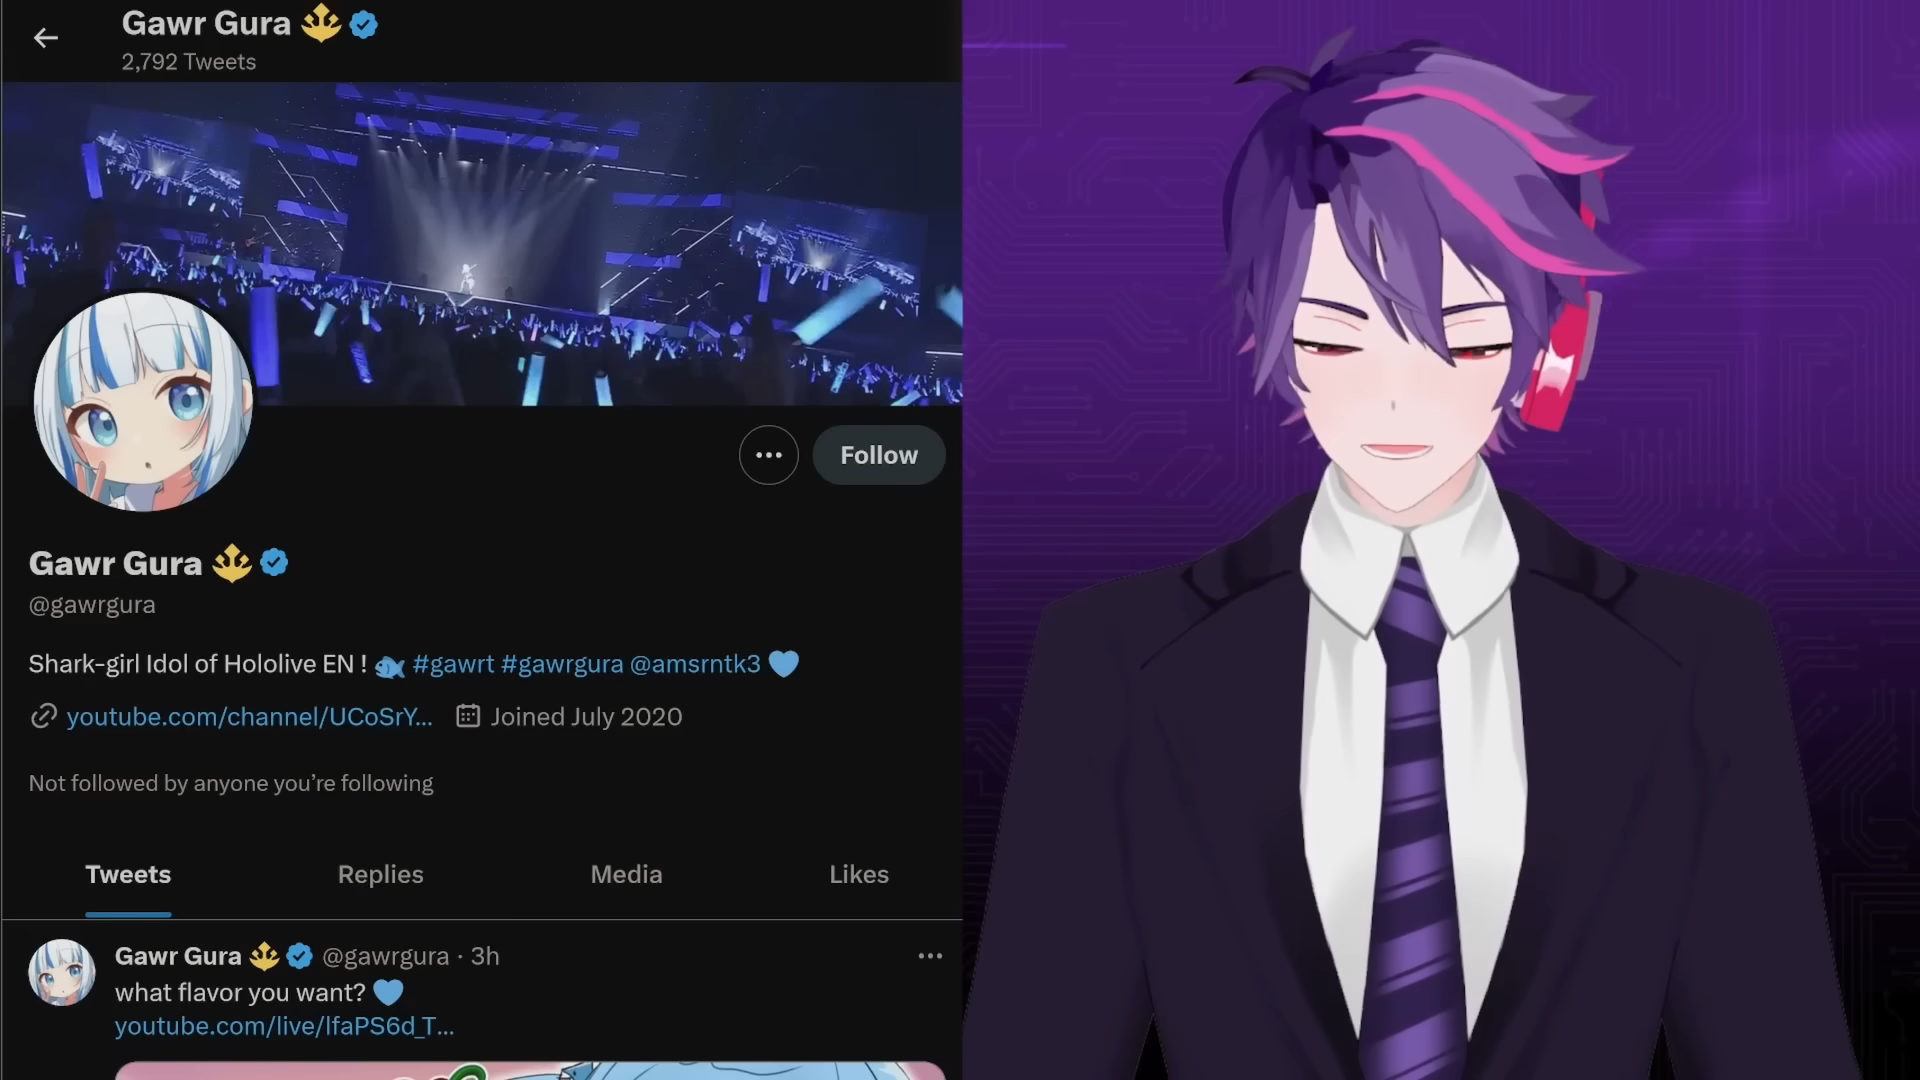 Gawr Gura
2,792 Tweets
Follow
Gawr Gura
@gawrgura
Shark-girl Idol of Hololive EN ! #gawrt #gawrgura @amsrntk3
youtube.com/channel/UCoSrY... Joined July 2020
Not followed by anyone you're following
Tweets Replies Media Likes
Gawr Gura @gawrgura · 3h
what flavor you want?
youtube.com/live/lfaPS6d_T...